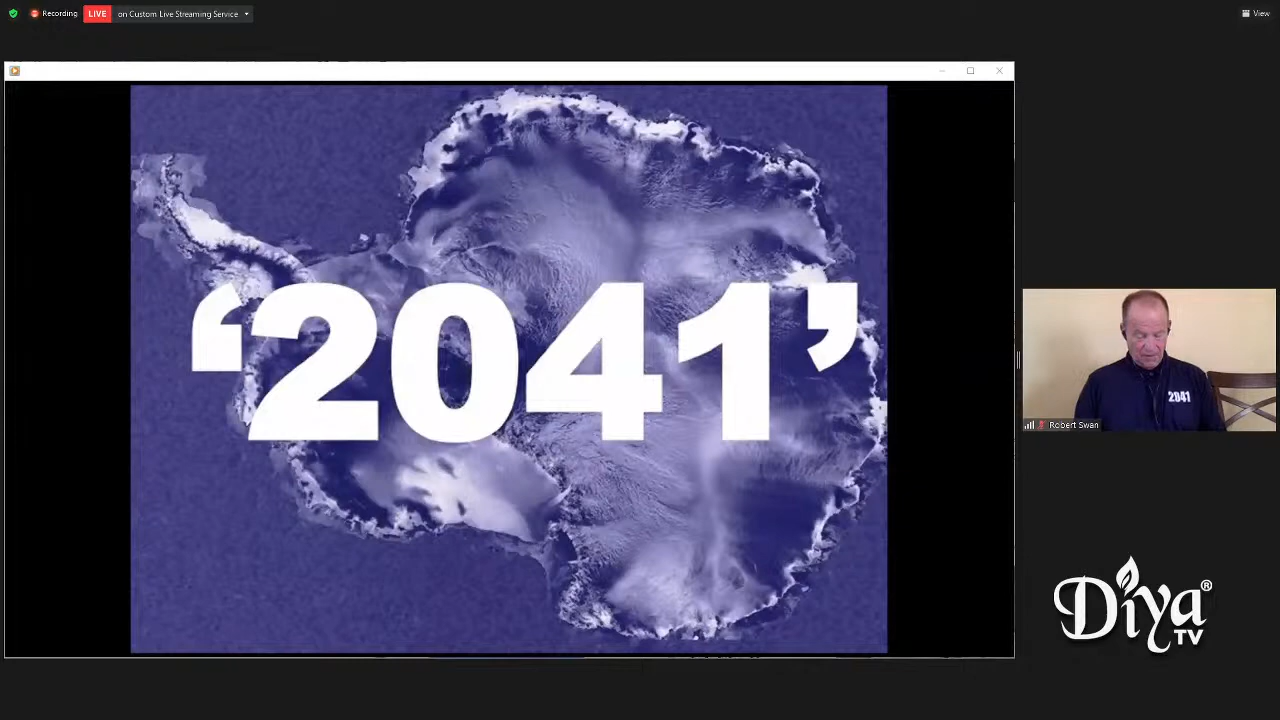 Recording
LIVE
on Custom Live Streaming Service
View
‘2041’
2041
Robert Swan
Diya®
TV